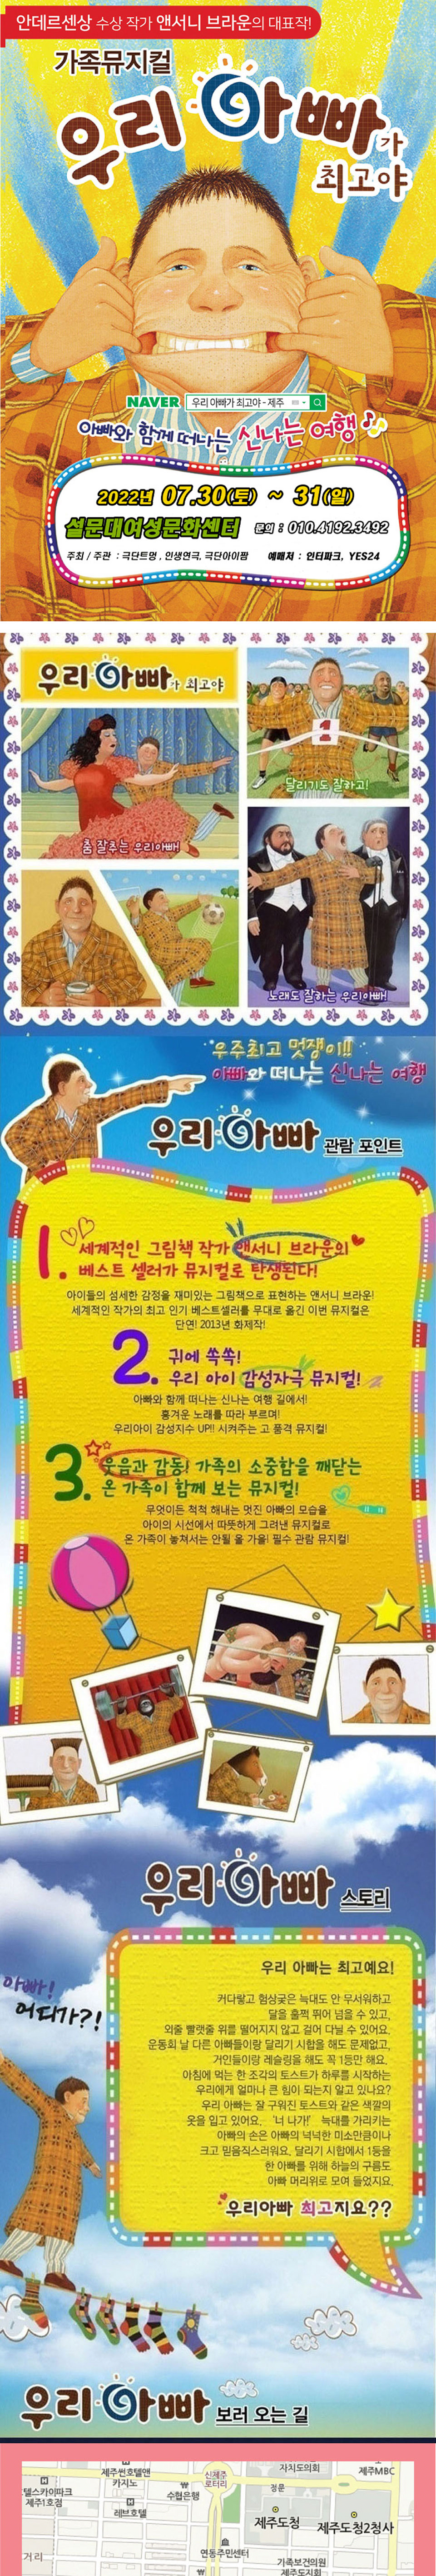 안데르센상 수상 작가 앤서니 브라운의 대표작!
가족뮤지컬
우리 아빠가
최고야
NAVER 우리 아빠가 최고야 - 제주
아빠와 함께 떠나는 신나는 여행
2022년 07.30(토) ~ 31(일)
설문대여성문화센터 문의 : 010.4192.3492
주최 / 주관 : 극단트멍, 인생연극, 극단아이팜 예매처 : 인터파크, YES24
우리 아빠가 최고야
춤 잘추는 우리아빠!
1
달리기도 잘하고!
노래도 잘하는 우리아빠!
우주최고 멋쟁이!!
아빠와 떠나는 신나는 여행
우리 아빠 관람 포인트
1. 세계적인 그림책 작가 앤서니 브라운의
베스트 셀러가 뮤지컬로 탄생된다!
아이들의 섬세한 감정을 재미있는 그림책으로 표현하는 앤서니 브라운!
세계적인 작가의 최고 인기 베스트셀러를 무대로 옮긴 이번 뮤지컬은
단연! 2013년 화제작!
2. 귀에 쏙쏙!
우리 아이 감성자극 뮤지컬!
아빠와 함께 떠나는 신나는 여행 길에서!
흥겨운 노래를 따라 부르며!
우리아이 감성지수 UP!! 시켜주는 고 품격 뮤지컬!
3. 웃음과 감동! 가족의 소중함을 깨닫는
온 가족이 함께 보는 뮤지컬!
무엇이든 척척 해내는 멋진 아빠의 모습을
아이의 시선에서 따뜻하게 그려낸 뮤지컬로
온 가족이 놓쳐서는 안될 올 가을! 필수 관람 뮤지컬!
우리 아빠 스토리
아빠!
어디가?!
우리 아빠는 최고예요!
커다랗고 험상궂은 늑대도 안 무서워하고
달을 훌쩍 뛰어 넘을 수 있고,
외줄 빨랫줄 위를 떨어지지 않고 걸어 다닐 수 있어요.
운동회 날 다른 아빠들이랑 달리기 시합을 해도 문제없고,
거인들이랑 레슬링을 해도 꼭 1등만 해요.
아침에 먹는 한 조각의 토스트가 하루를 시작하는
우리에게 얼마나 큰 힘이 되는지 알고 있나요?
우리 아빠는 잘 구워진 토스트와 같은 색깔의
옷을 입고 있어요. '너 나가!' 늑대를 가리키는
아빠의 손은 아빠의 넉넉한 미소만큼이나
크고 믿음직스러워요. 달리기 시합에서 1등을
한 아빠를 위해 하늘의 구름도
아빠 머리위로 모여 들었지요.
우리아빠 최고지요??
우리 아빠 보러 오는 길
제주썬호텔앤
카지노
신제주
로터리
자치도의회
제주MBC
텔스카이파크
제주1호점
수협은행
정문
레브호텔
제주도청
제주도청2청사
연동주민센터
거리
가족보건의원
제주도지회